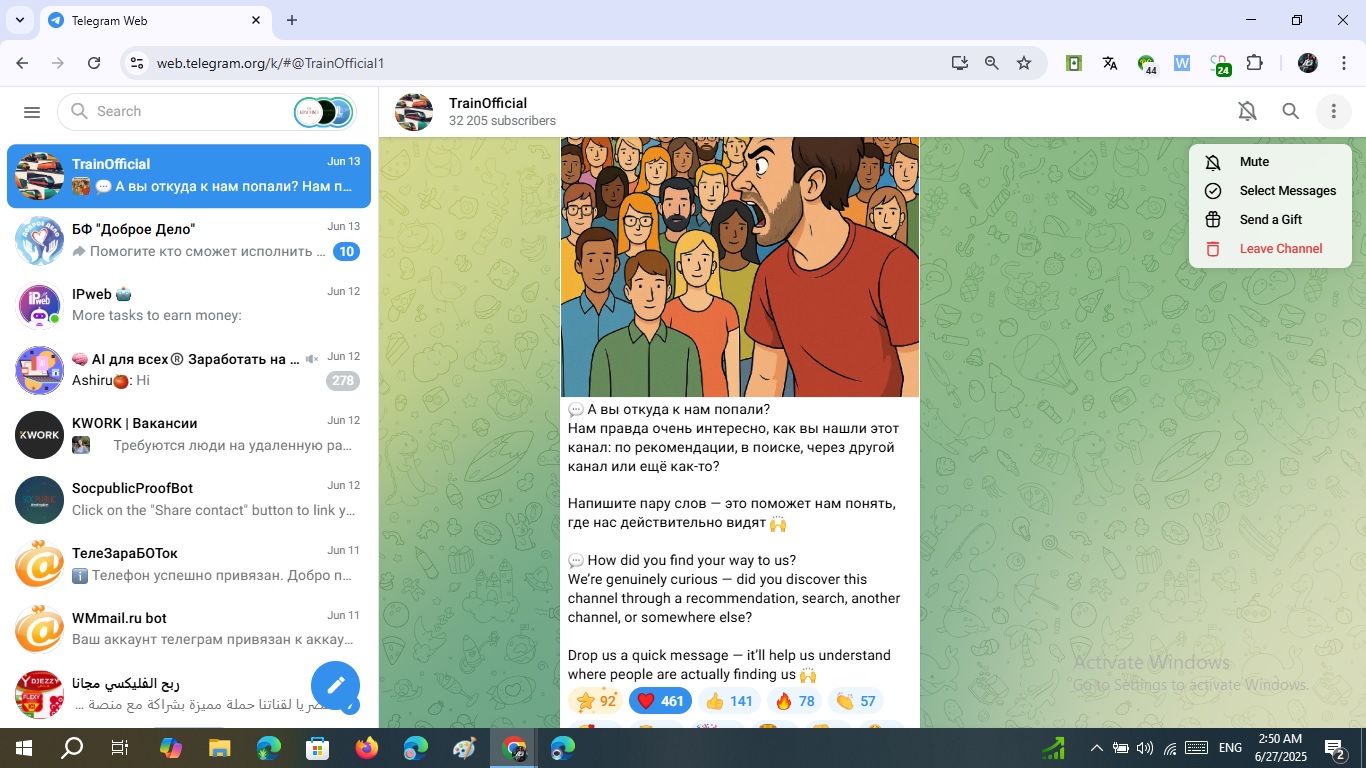 Telegram Web
web.telegram.org/k/#@TrainOfficial1
44
24
Search
TrainOfficial
32 205 subscribers
TrainOfficial
Jun 13
💬 А вы откуда к нам попали? Нам п...
БФ "Доброе Дело"
Jun 13
Помогите кто сможет исполнить ...
10
IPweb
Jun 12
More tasks to earn money:
🧠 AI для всех® Заработать на ...
Jun 12
Ashiru🍎: Hi
278
KWORK
KWORK | Вакансии
Jun 12
Требуются люди на удаленную ра...
SocpublicProofBot
Jun 12
Click on the "Share contact" button to link y...
ТелеЗараБОТок
Jun 11
ℹ️ Телефон успешно привязан. Добро п...
WMmail.ru bot
Jun 11
Ваш аккаунт телеграм привязан к аккау...
DJEZZY
FLEXY
ربح الفليكسي مجانا
صريا لقناتنا حملة مميزة بشراكة مع منصة ...
Mute
Select Messages
Send a Gift
Leave Channel
💬 А вы откуда к нам попали?
Нам правда очень интересно, как вы нашли этот
канал: по рекомендации, в поиске, через другой
канал или ещё как-то?
Напишите пару слов — это поможет нам понять,
где нас действительно видят 🙌
💬 How did you find your way to us?
We're genuinely curious — did you discover this
channel through a recommendation, search, another
channel, or somewhere else?
Drop us a quick message — it'll help us understand
where people are actually finding us 🙌
92
461
141
78
57
Activate Windows
Go to Settings to activate Windows.
ENG
2:50 AM
6/27/2025
2